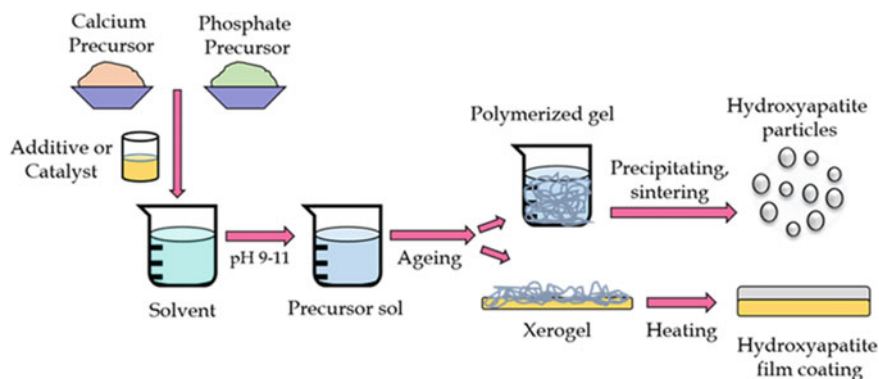 Calcium
Precursor
Phosphate
Precursor
Additive or
Catalyst
Solvent
pH 9-11
Precursor sol
Ageing
Polymerized gel
Precipitating,
sintering
Hydroxyapatite
particles
Xerogel
Heating
Hydroxyapatite
film coating